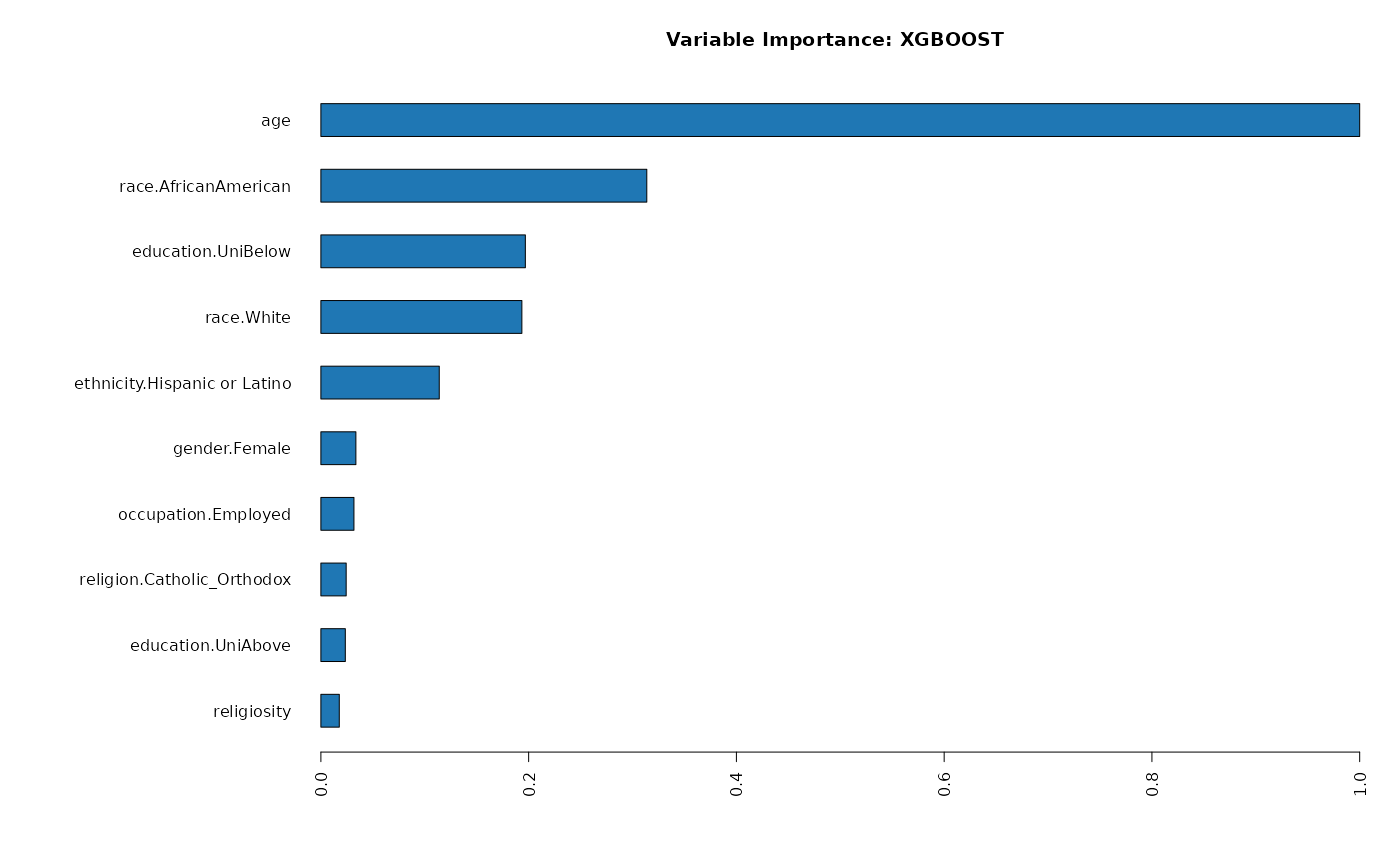 Variable Importance: XGBOOST
age
race.AfricanAmerican
education.UniBelow
race.White
ethnicity.Hispanic or Latino
gender.Female
occupation.Employed
religion.Catholic_Orthodox
education.UniAbove
religiosity
0.0 0.2 0.4 0.6 0.8 1.0